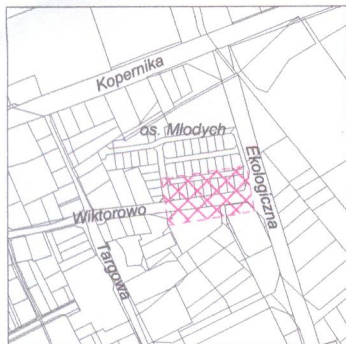 Kopernika
os. Młodych
Ekologiczna
Wiktorowo
Targowa